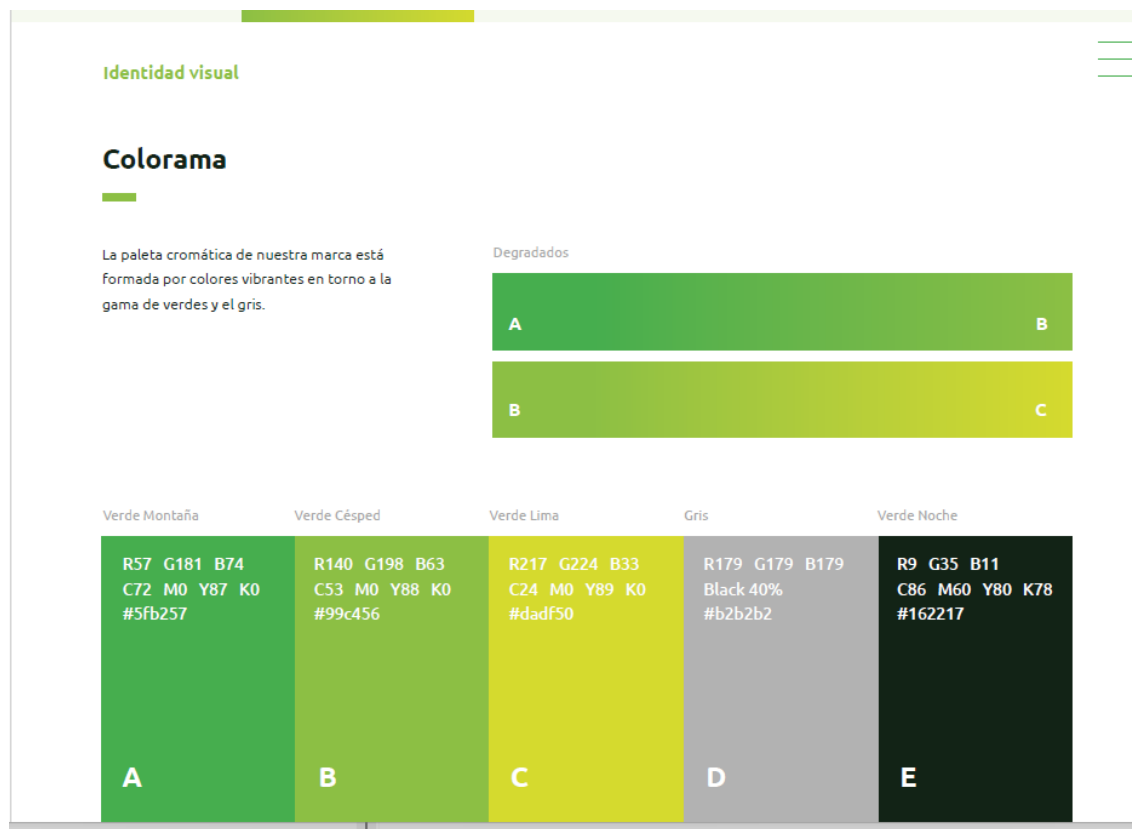 Identidad visual
Colorama
La paleta cromática de nuestra marca está
formada por colores vibrantes en torno a la
gama de verdes y el gris.
Degradados
A B
B C
Verde Montaña
R57 G181 B74
C72 M0 Y87 K0
#5fb257
A
Verde Césped
R140 G198 B63
C53 M0 Y88 K0
#99c456
B
Verde Lima
R217 G224 B33
C24 M0 Y89 K0
#dadf50
C
Gris
R179 G179 B179
Black 40%
#b2b2b2
D
Verde Noche
R9 G35 B11
C86 M60 Y80 K78
#162217
E